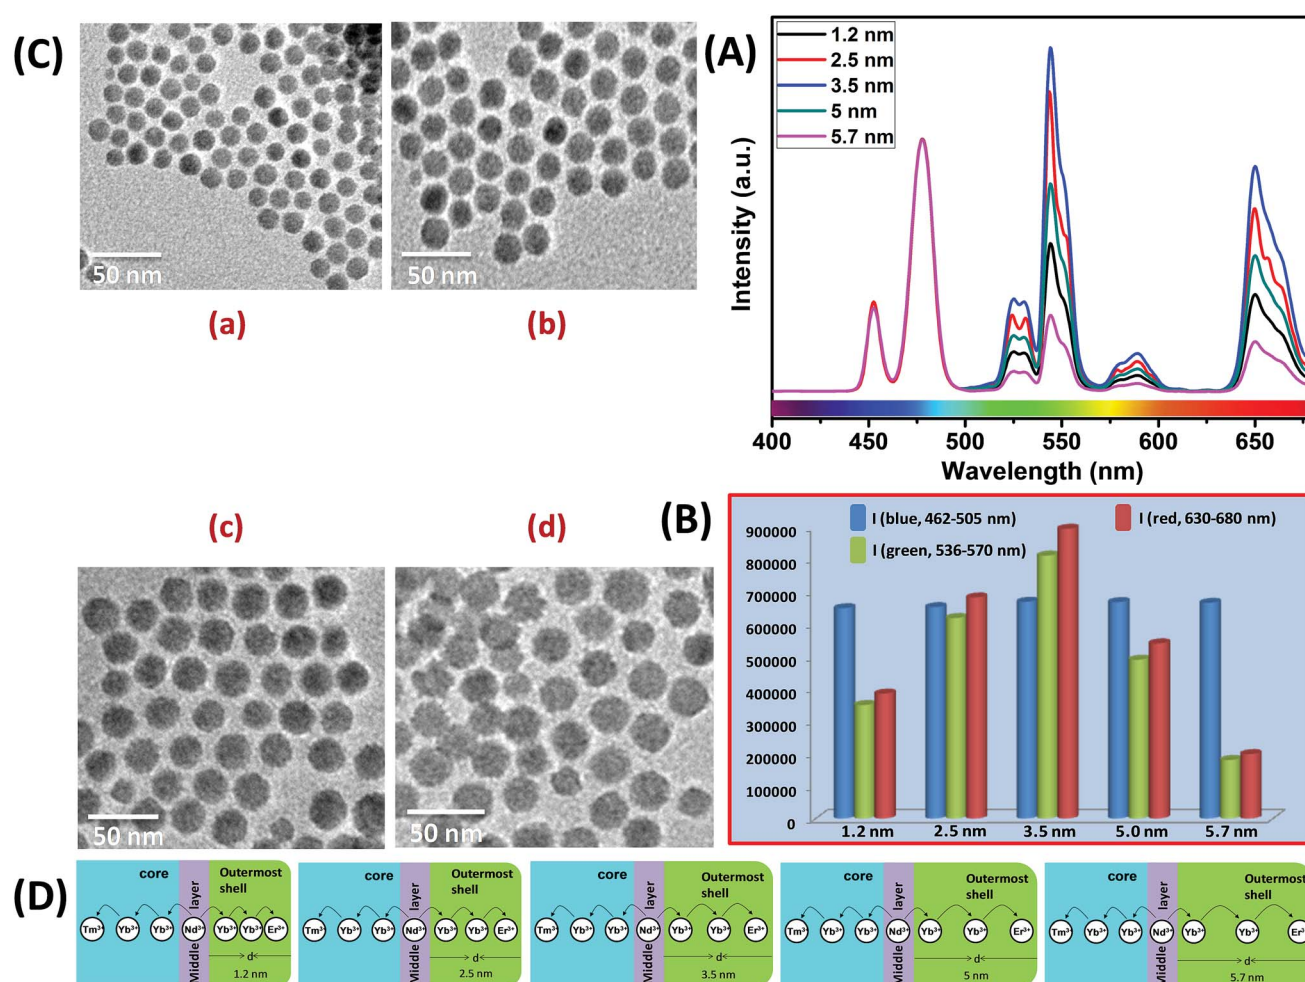 (C)
50 nm
50 nm
(a)
(b)
(A)
1.2 nm
2.5 nm
3.5 nm
5 nm
5.7 nm
Intensity (a.u.)
400 450 500 550 600 650
Wavelength (nm)
(c)
(d)
50 nm
50 nm
(B)
I (blue, 462-505 nm)
I (red, 630-680 nm)
I (green, 536-570 nm)
900000
800000
700000
600000
500000
400000
300000
200000
100000
0
1.2 nm 2.5 nm 3.5 nm 5.0 nm 5.7 nm
(D)
core
Middle layer
Outermost
shell
Tm³⁺ Yb³⁺ Yb³⁺ Nd³⁺ Yb³⁺ Yb³⁺ Er³⁺
d
1.2 nm
core
Middle layer
Outermost
shell
Tm³⁺ Yb³⁺ Yb³⁺ Nd³⁺ Yb³⁺ Yb³⁺ Er³⁺
d
2.5 nm
core
Middle layer
Outermost
shell
Tm³⁺ Yb³⁺ Yb³⁺ Nd³⁺ Yb³⁺ Yb³⁺ Er³⁺
d
3.5 nm
core
Middle layer
Outermost
shell
Tm³⁺ Yb³⁺ Yb³⁺ Nd³⁺ Yb³⁺ Yb³⁺ Er³⁺
d
5 nm
core
Middle layer
Outermost
shell
Tm³⁺ Yb³⁺ Yb³⁺ Nd³⁺ Yb³⁺ Yb³⁺ Er³⁺
d
5.7 nm